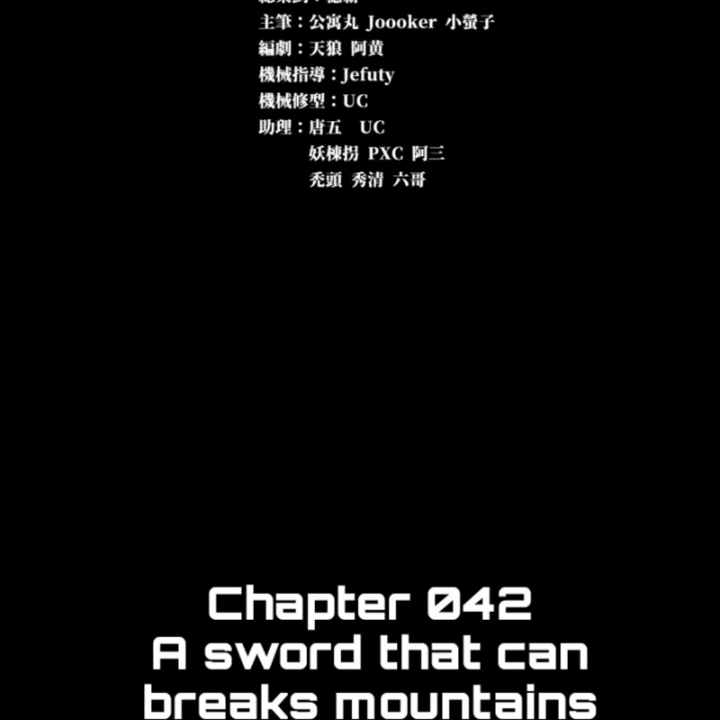 主筆：公寓丸 Joooker 小螢子
編劇：天狼 阿黄
機械指導：Jefuty
機械修型：UC
助理：唐五 UC
妖棟拐 PXC 阿三
禿頭 秀清 六哥
Chapter 042
A sword that can
breaks mountains